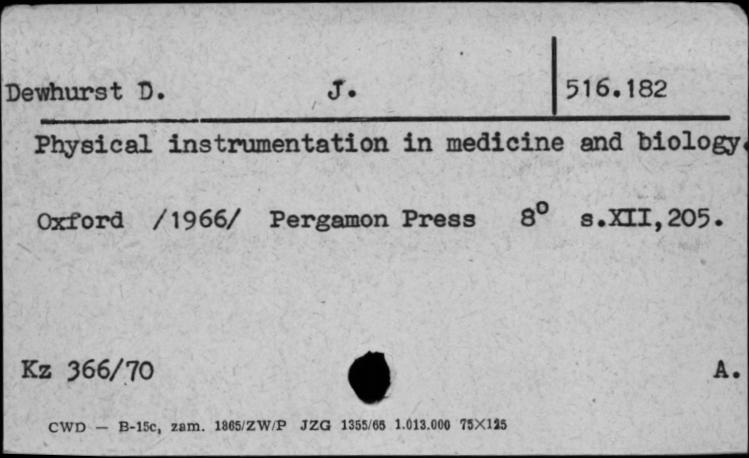 Dewhurst D. J. 516.182
Physical instrumentation in medicine and biology.
Oxford /1966/ Pergamon Press 8° s.XII,205.
Kz 366/70 A.
CWD — B-15c, zam. 1865/ZW/P JZG 1355/65 1.013.000 75X125